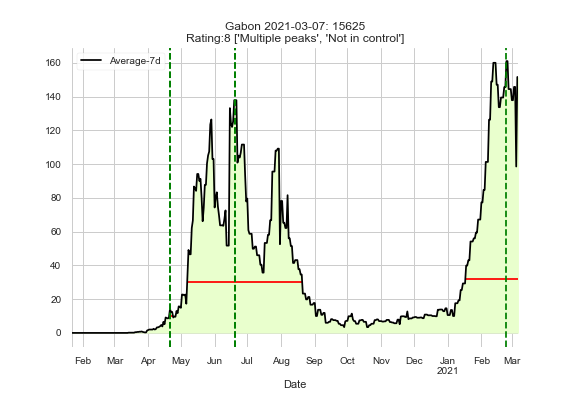 Gabon 2021-03-07: 15625
Rating:8 ['Multiple peaks', 'Not in control']
Average-7d
160
140
120
100
80
60
40
20
0
Feb Mar Apr May Jun Jul Aug Sep Oct Nov Dec Jan Feb Mar
2021
Date